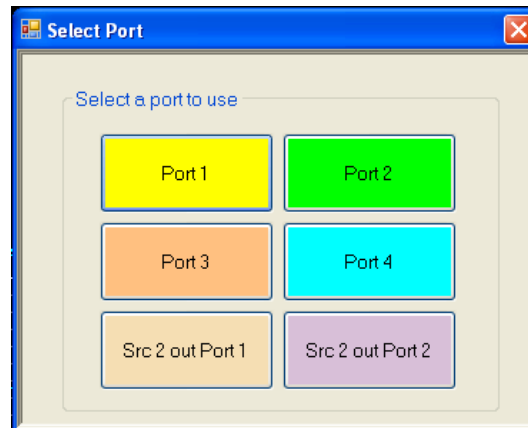 Select Port
Select a port to use
Port 1
Port 2
Port 3
Port 4
Src 2 out Port 1
Src 2 out Port 2